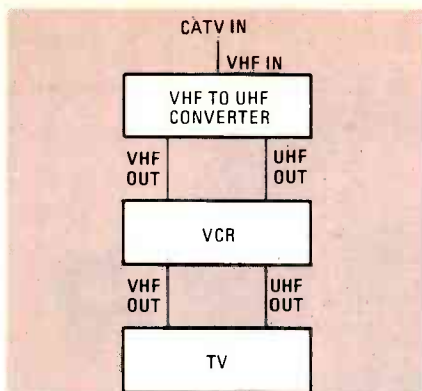 CATV IN
VHF IN
VHF TO UHF
CONVERTER
VHF OUT
UHF OUT
VCR
VHF OUT
UHF OUT
TV